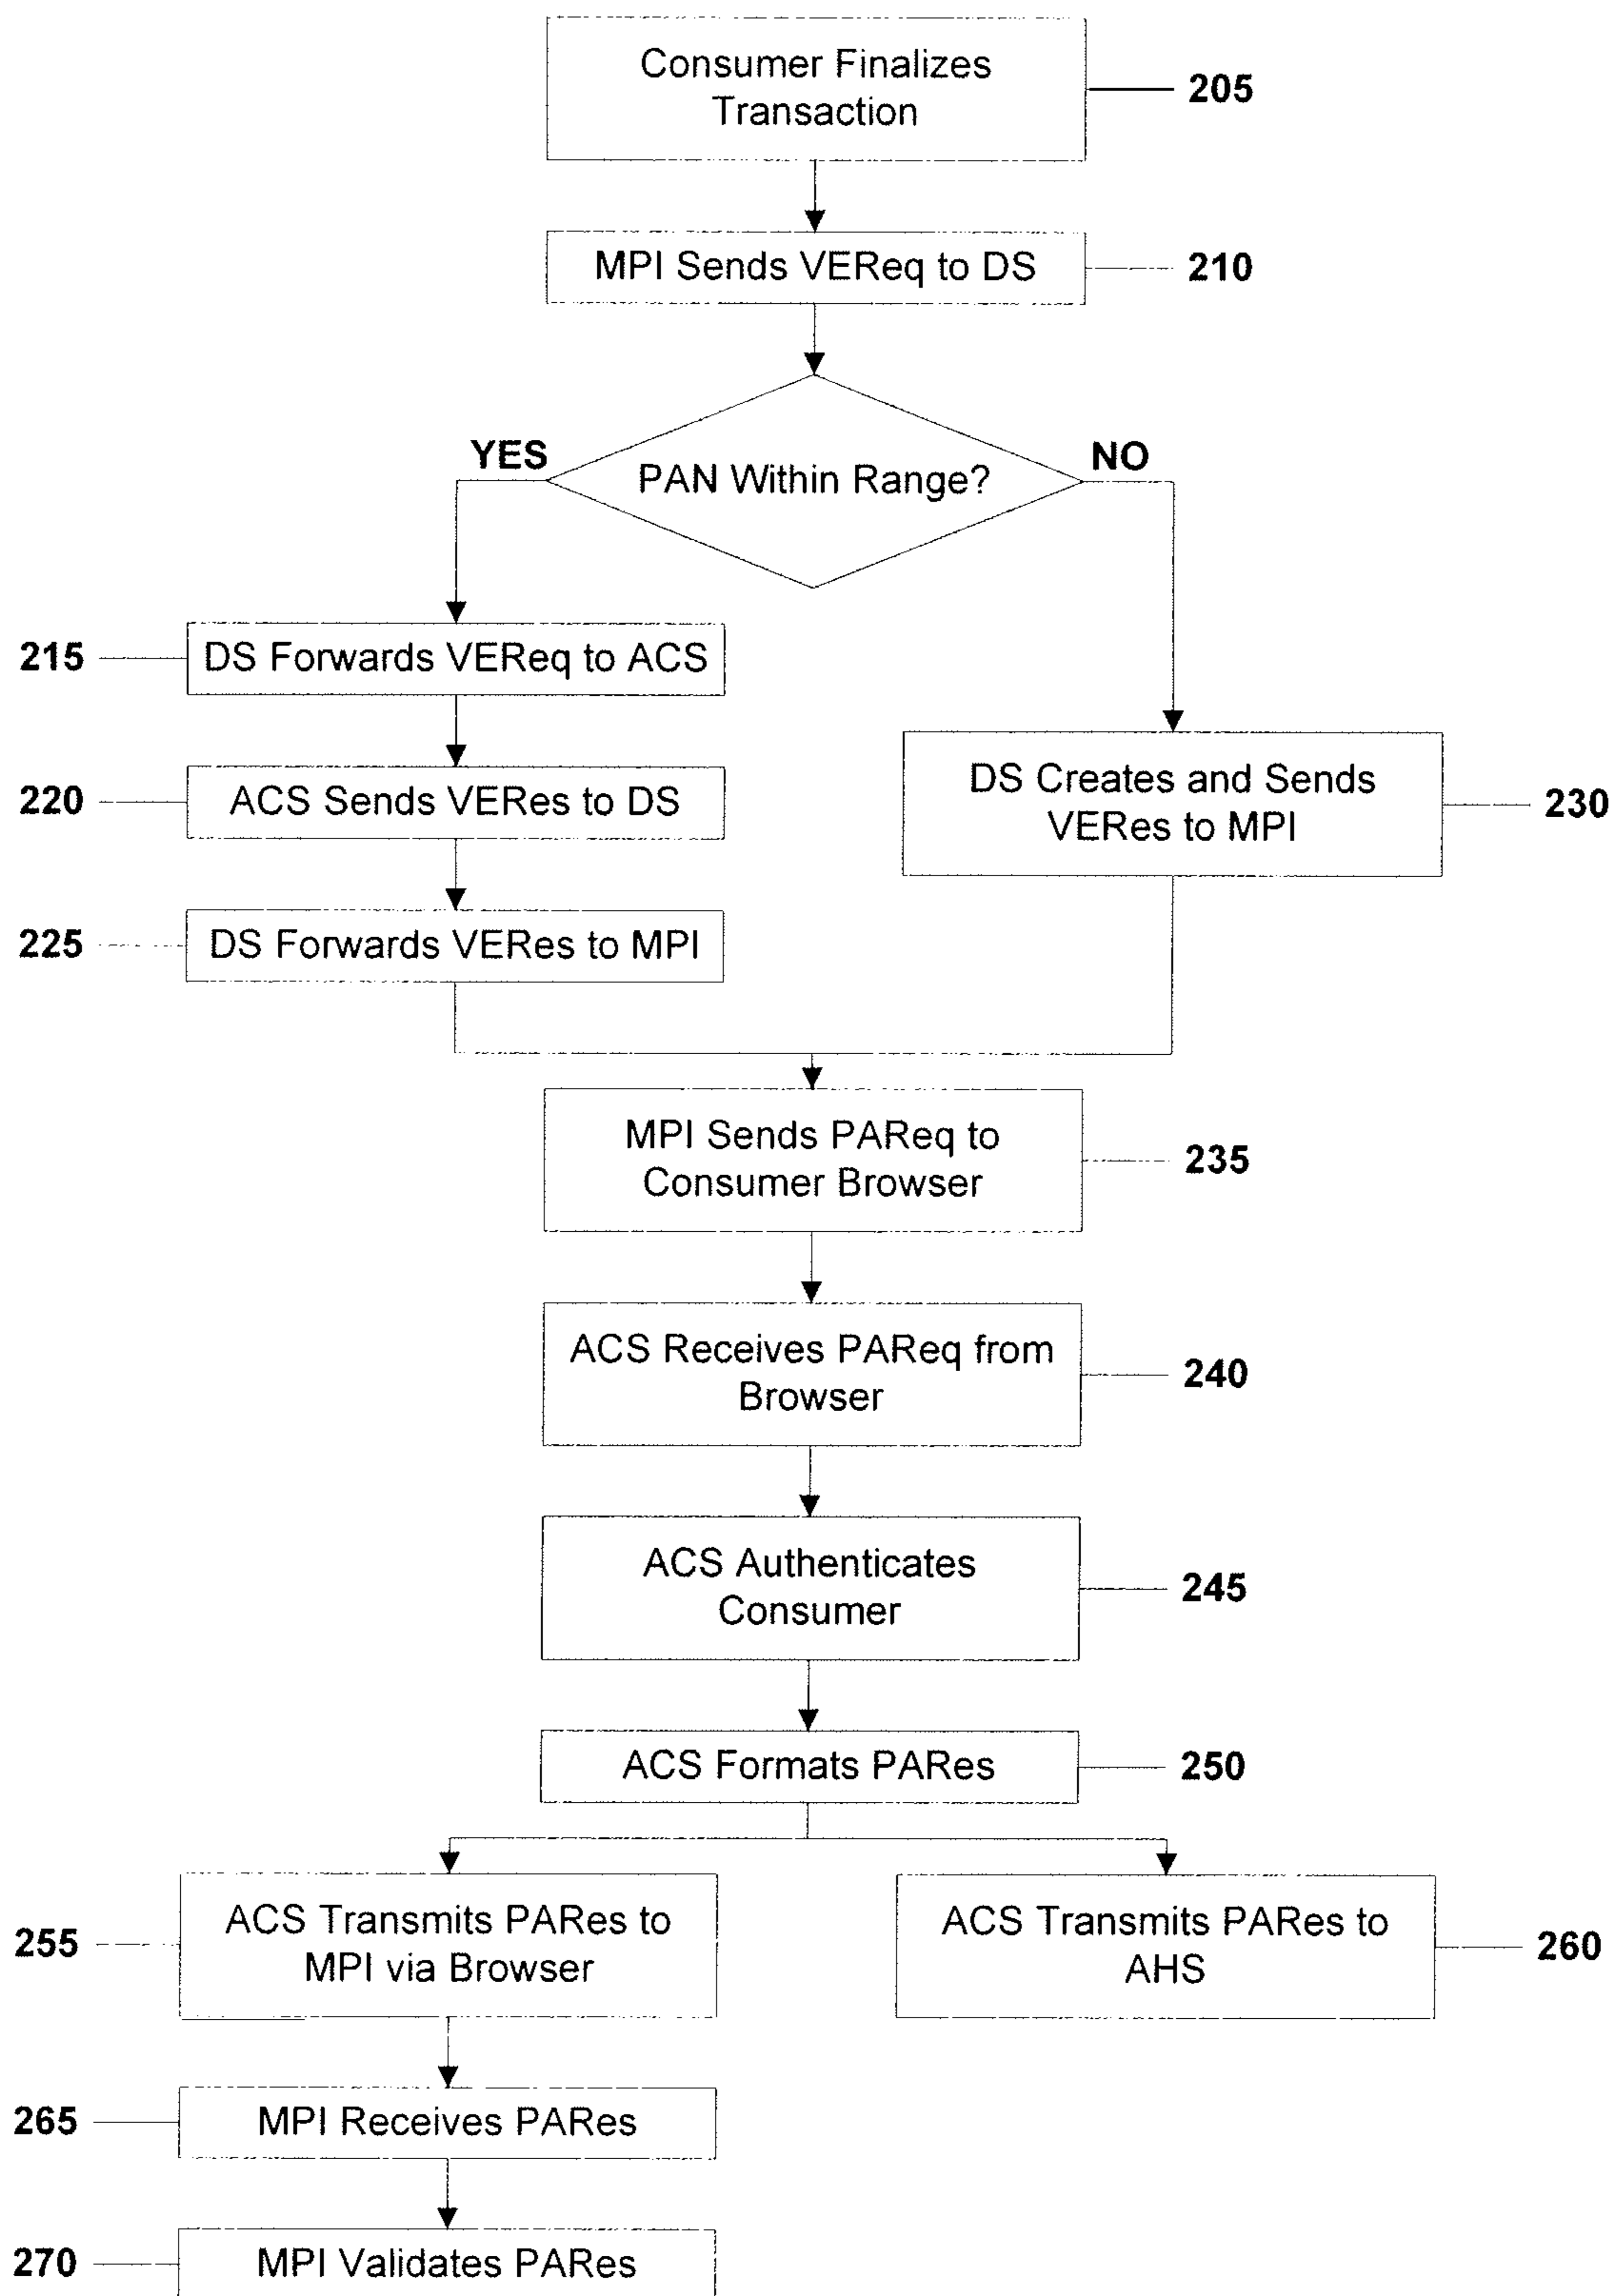 Consumer Finalizes
Transaction
205
MPI Sends VEReq to DS
210
YES
PAN Within Range?
NO
215
DS Forwards VEReq to ACS
220
ACS Sends VERes to DS
DS Creates and Sends
VERes to MPI
230
225
DS Forwards VERes to MPI
MPI Sends PAReq to
Consumer Browser
235
ACS Receives PAReq from
Browser
240
ACS Authenticates
Consumer
245
ACS Formats PARes
250
255
ACS Transmits PARes to
MPI via Browser
ACS Transmits PARes to
AHS
260
265
MPI Receives PARes
270
MPI Validates PARes